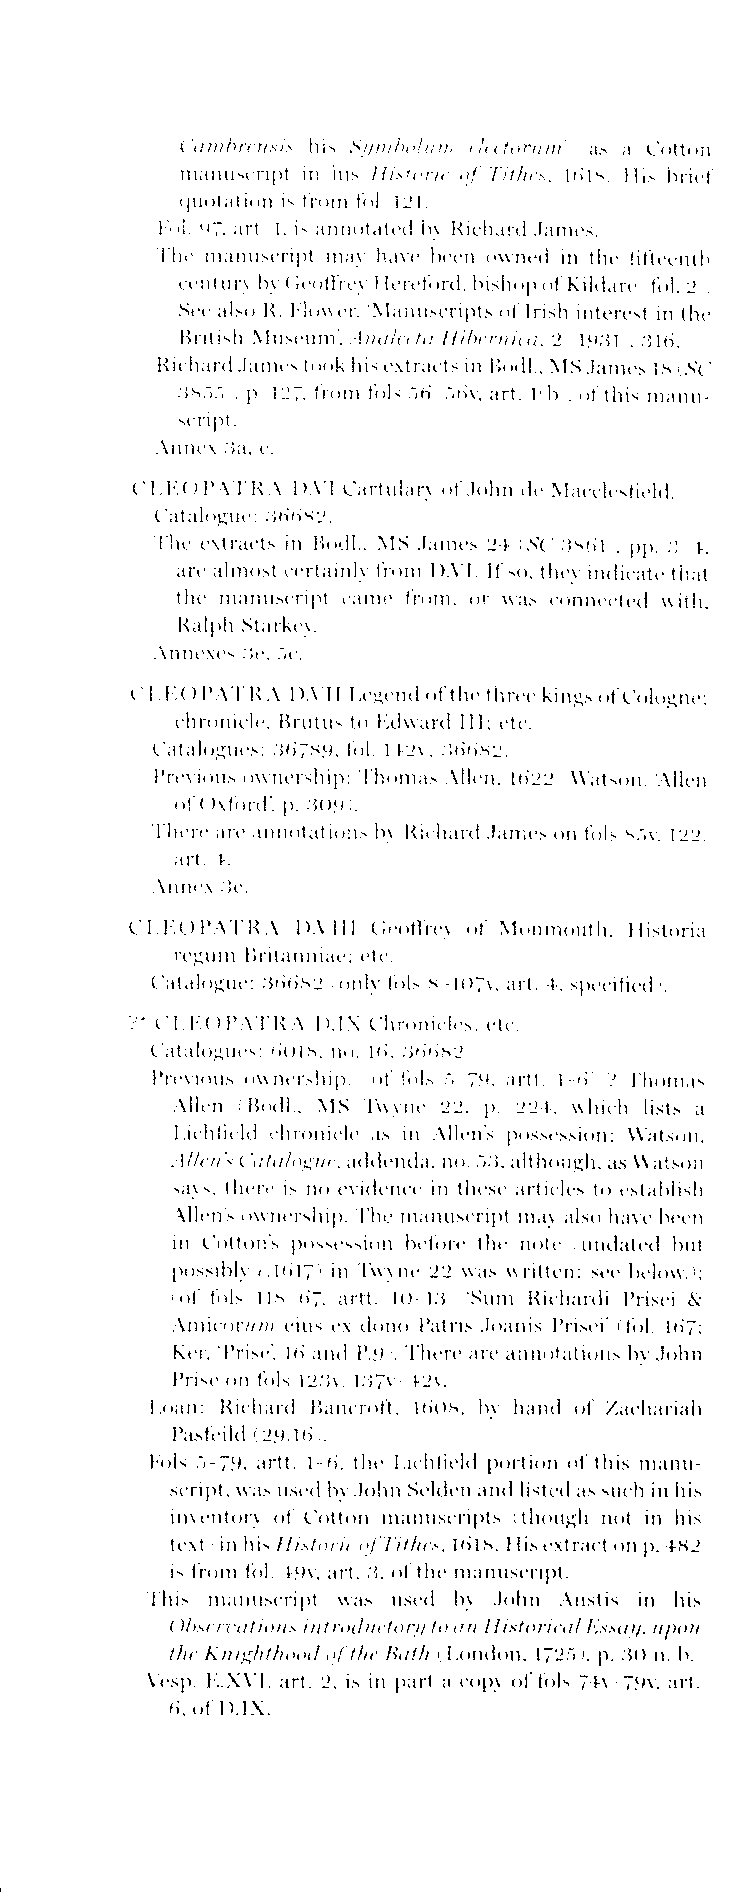 Cambrensis his Symbolum electorum' as a Cotton
manuscript in his Historie of Tithes, 1618. His brief
quotation is from fol. 121.
Fol. 97, art. 1, is annotated by Richard James.
The manuscript may have been owned in the fifteenth
century by Geoffrey Hereford, bishop of Kildare (fol. 2).
See also R. Flower, 'Manuscripts of Irish interest in the
British Museum', Analecta Hibernica, 2 (1931), 316.
Richard James took his extracts in Bodl., MS James 18 (SC
3855), p. 127, from fols 56–56v, art. 1(b), of this manu-
script.
Annex 3a, c.
CLEOPATRA D.VI Cartulary of John de Macclesfield.
Catalogue: 36682.
The extracts in Bodl., MS James 24 (SC 3861), pp. 3–4,
are almost certainly from D.VI. If so, they indicate that
the manuscript came from, or was connected with,
Ralph Starkey.
Annexes 3e, 5c.
CLEOPATRA D.VII Legend of the three kings of Cologne;
chronicle, Brutus to Edward III; etc.
Catalogues: 36789, fol. 142v, 36682.
Previous ownership: Thomas Allen, 1622 (Watson, 'Allen
of Oxford', p. 309).
There are annotations by Richard James on fols 85v, 122,
art. 4.
Annex 3e.
CLEOPATRA D.VIII Geoffrey of Monmouth, Historia
regum Britanniae; etc.
Catalogue: 36682 (only fols 8–107v, art. 4, specified).
CLEOPATRA D.IX Chronicles, etc.
Catalogues: 6018, no. 16, 36682
Previous ownership: (of fols 5–79, artt. 1–6) ? Thomas
Allen (Bodl., MS Twyne 22, p. 224, which lists a
Lichfield chronicle as in Allen's possession; Watson,
Allen's Catalogue, addenda, no. 53, although, as Watson
says, there is no evidence in these articles to establish
Allen's ownership. The manuscript may also have been
in Cotton's possession before the note (undated but
possibly c.1617) in Twyne 22 was written: see below.);
(of fols 118–67, artt. 10–13) 'Sum Richardi Prisei &
Amicorum eius ex dono Patris Joanis Prisei' (fol. 167;
Ker, 'Prise', 16 and P.9). There are annotations by John
Prise on fols 123v, 137v–42v.
Loan: Richard Bancroft, 1608, by hand of Zachariah
Pasfeild (29.16).
Fols 5–79, artt. 1–6, the Lichfield portion of this manu-
script, was used by John Selden and listed as such in his
inventory of Cotton manuscripts (though not in his
text) in his Historie of Tithes, 1618. His extract on p. 482
is from fol. 49v, art. 3, of the manuscript.
This manuscript was used by John Anstis in his
Observations introductory to an Historical Essay, upon
the Knighthood of the Bath (London, 1725), p. 30 n. b.
Vesp. E.XVI, art. 2, is in part a copy of fols 74v–79v, art.
6, of D.IX.